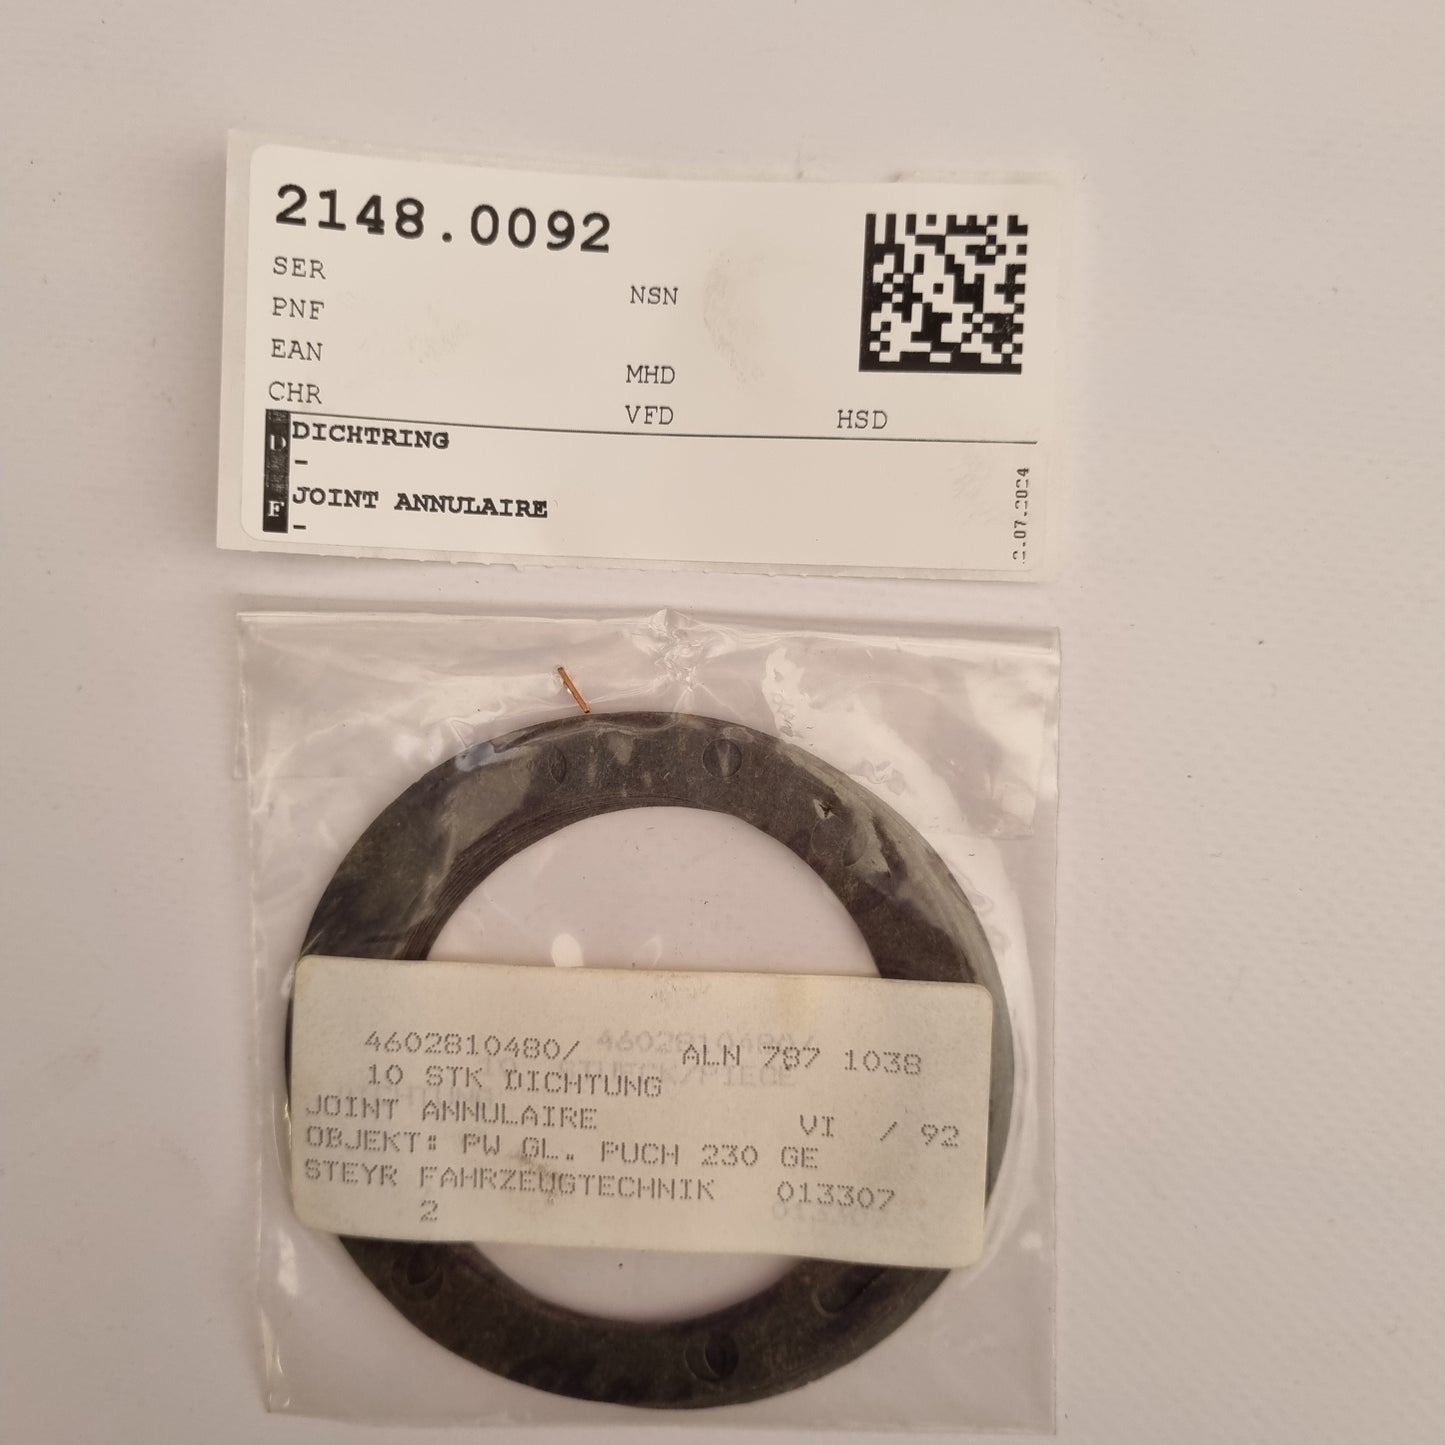 2148.0092
SER
NSN
PNF
EAN
MHD
CHR
VFD
HSD
D
DICHTRING
-
F
JOINT ANNULAIRE
-
.07.2024
4602810480/
ALN 787 1038
10 STK DICHTUNG
JOINT ANNULAIRE
VI / 92
OBJEKT: PW GL. PUCH 230 GE
STEYR FAHRZEUGTECHNIK
013307
2